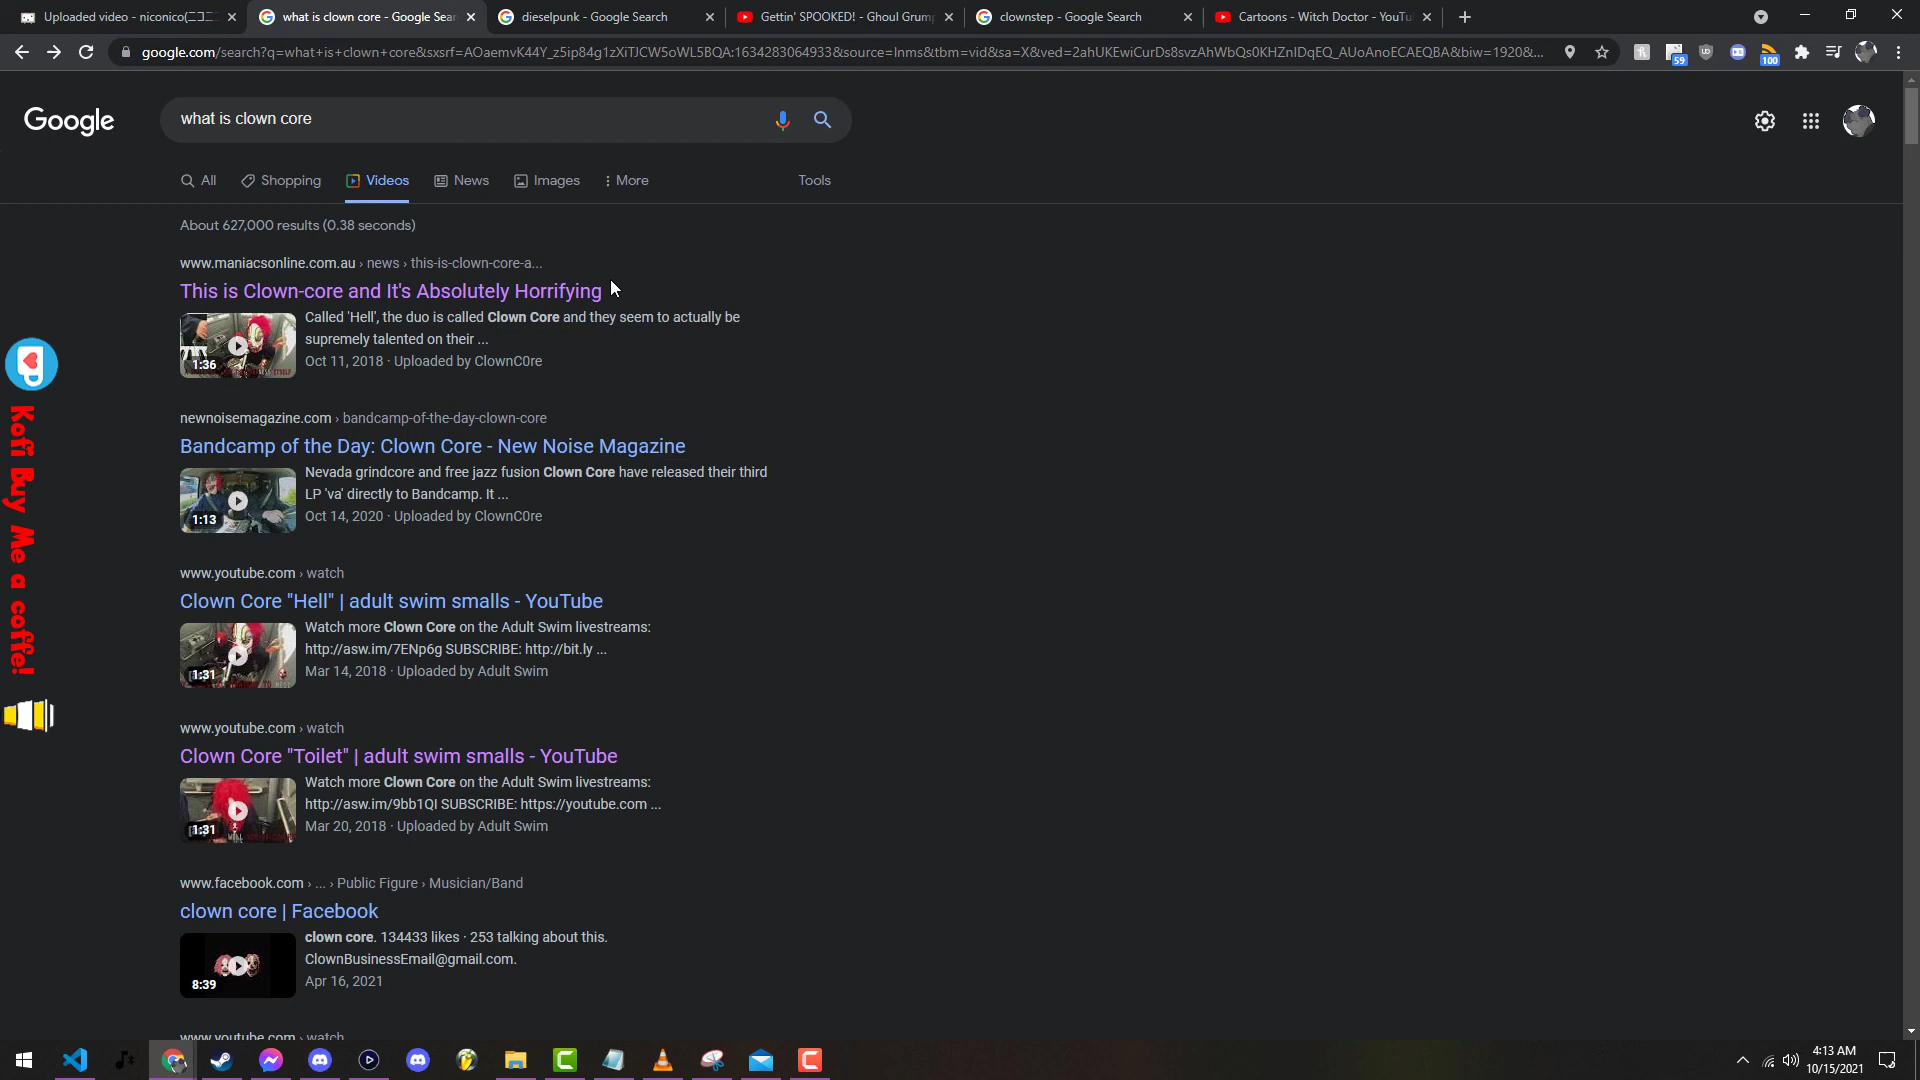 Uploaded video - niconico(ニコニ
what is clown core - Google Sear
dieselpunk - Google Search
Gettin' SPOOKED! - Ghoul Grump
clownstep - Google Search
Cartoons - Witch Doctor - YouTu
google.com/search?q=what+is+clown+core&sxsrf=AOaemvK44Y_z5ip84g1zXiTJCW5oWL5BQA:1634283064933&source=lnms&tbm=vid&sa=X&ved=2ahUKEwiCurDs8svzAhWbQs0KHZnIDqEQ_AUoAnoECAEQBA&biw=1920&...
59
100
Google
what is clown core
All
Shopping
Videos
News
Images
More
Tools
About 627,000 results (0.38 seconds)
www.maniacsonline.com.au › news › this-is-clown-core-a...
This is Clown-core and It's Absolutely Horrifying
Called 'Hell', the duo is called Clown Core and they seem to actually be
supremely talented on their ...
1:36
Oct 11, 2018 · Uploaded by ClownC0re
newnoisemagazine.com › bandcamp-of-the-day-clown-core
Bandcamp of the Day: Clown Core - New Noise Magazine
Nevada grindcore and free jazz fusion Clown Core have released their third
LP 'va' directly to Bandcamp. It ...
1:13
Oct 14, 2020 · Uploaded by ClownC0re
www.youtube.com › watch
Clown Core "Hell" | adult swim smalls - YouTube
Watch more Clown Core on the Adult Swim livestreams:
http://asw.im/7ENp6g SUBSCRIBE: http://bit.ly ...
1:31
Mar 14, 2018 · Uploaded by Adult Swim
www.youtube.com › watch
Clown Core "Toilet" | adult swim smalls - YouTube
Watch more Clown Core on the Adult Swim livestreams:
http://asw.im/9bb1QI SUBSCRIBE: https://youtube.com ...
1:31
Mar 20, 2018 · Uploaded by Adult Swim
www.facebook.com › ... › Public Figure › Musician/Band
clown core | Facebook
clown core. 134433 likes · 253 talking about this.
ClownBusinessEmail@gmail.com.
8:39
Apr 16, 2021
www.youtube.com › watch
Kofi Buy Me a coffe!
4:13 AM
10/15/2021